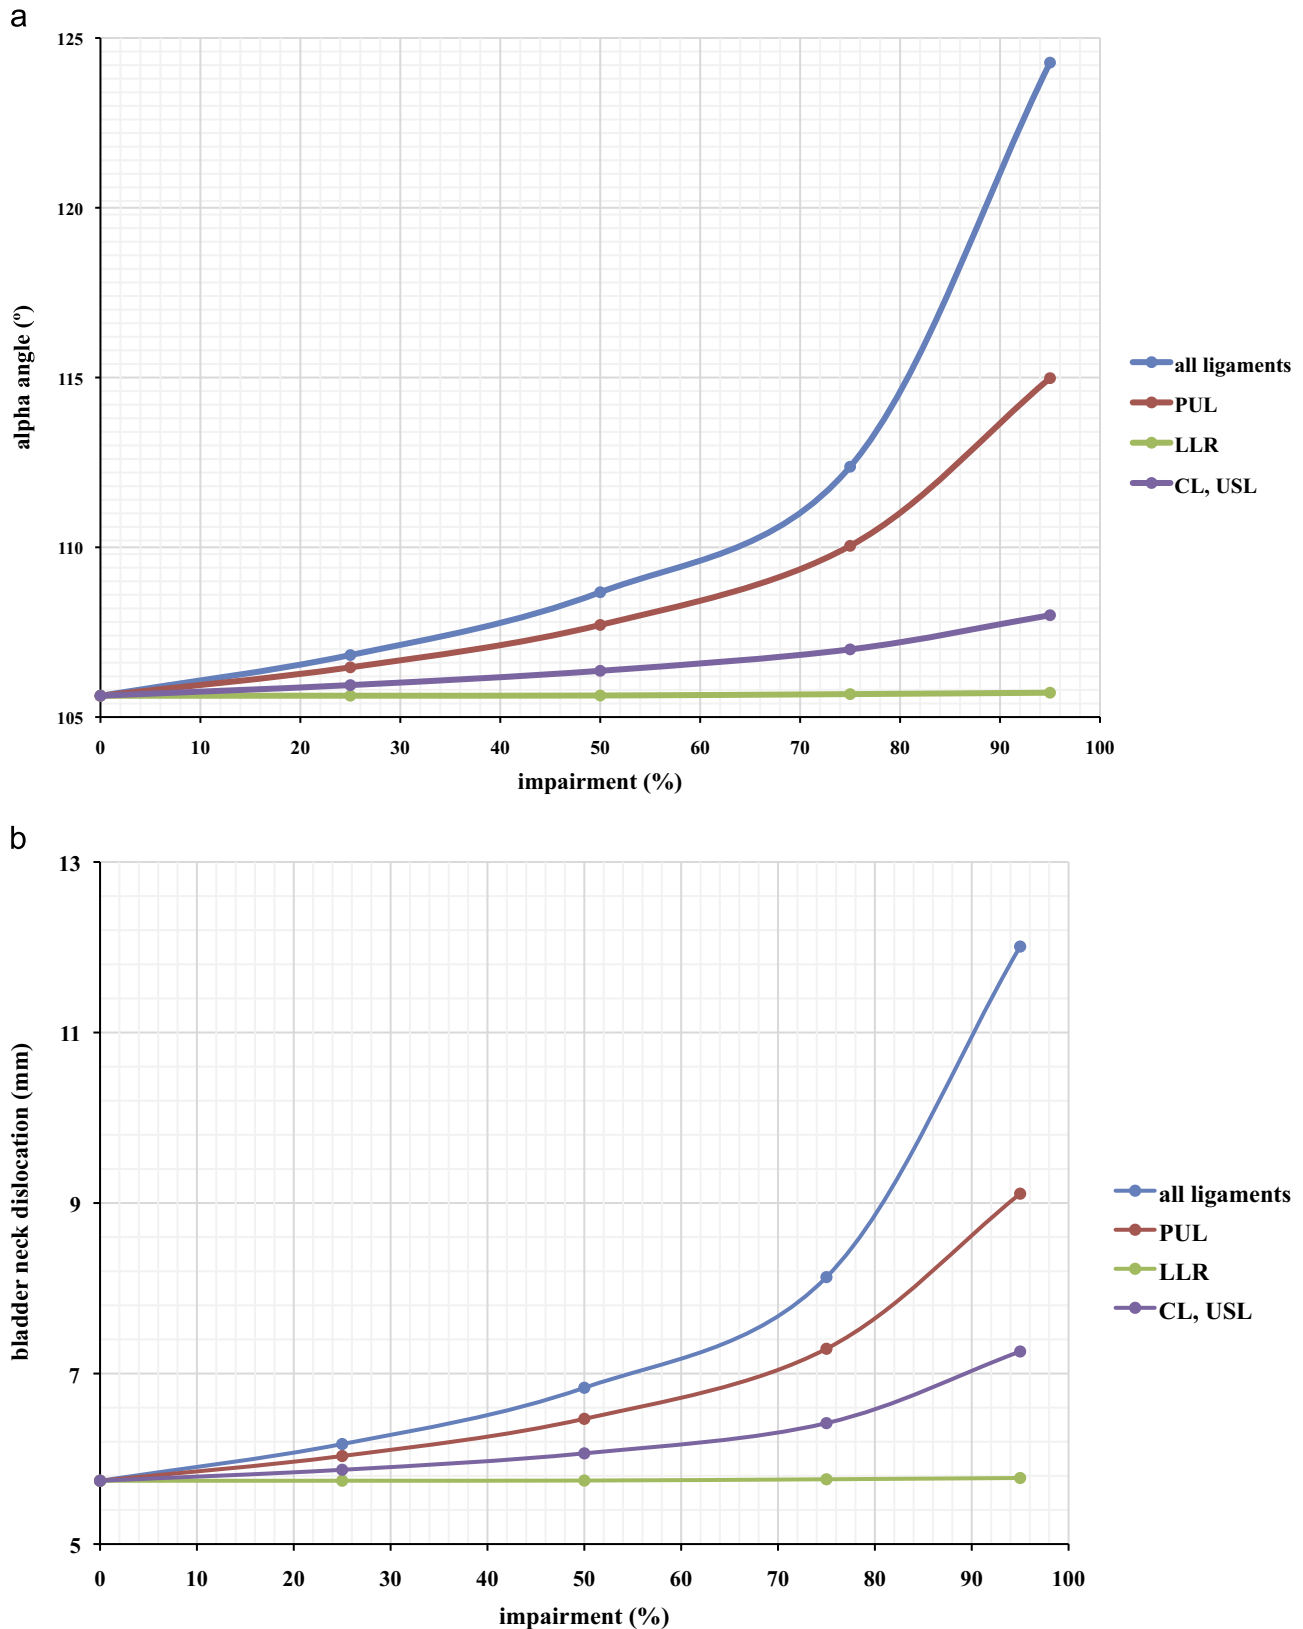 a
125
120
115
110
105
alpha angle (º)
0 10 20 30 40 50 60 70 80 90 100
impairment (%)
all ligaments
PUL
LLR
CL, USL
b
13
11
9
7
5
bladder neck dislocation (mm)
0 10 20 30 40 50 60 70 80 90 100
impairment (%)
all ligaments
PUL
LLR
CL, USL